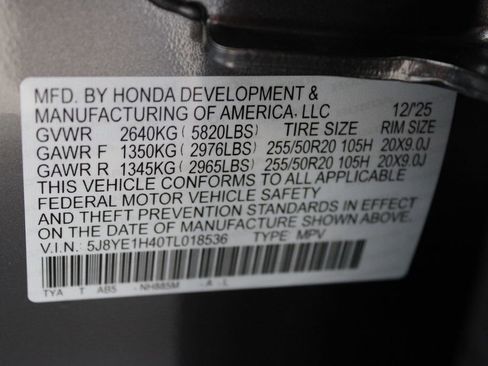 MFD. BY HONDA DEVELOPMENT &
MANUFACTURING OF AMERICA, LLC 12/'25
GVWR 2640KG ( 5820LBS) TIRE SIZE RIM SIZE
GAWR F 1350KG ( 2976LBS) 255/50R20 105H 20X9.0J
GAWR R 1345KG ( 2965LBS) 255/50R20 105H 20X9.0J
THIS VEHICLE CONFORMS TO ALL APPLICABLE
FEDERAL MOTOR VEHICLE SAFETY
AND THEFT PREVENTION STANDARDS IN EFFECT
ON THE DATE OF MANUFACTURE SHOWN ABOVE.
V.I.N.: 5J8YE1H40TL018536 TYPE MPV
TYA T AB5 - NH885M - A - L